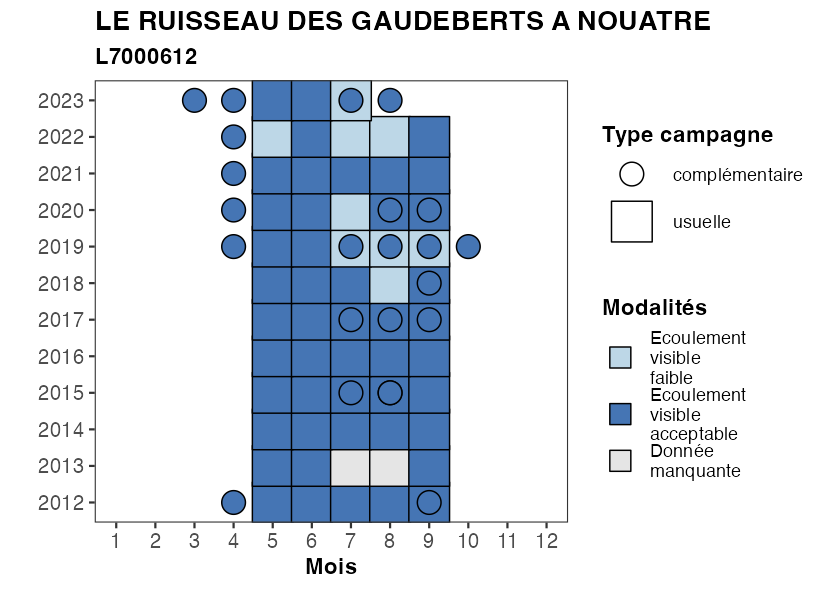 LE RUISSEAU DES GAUDEBERTS A NOUATRE
L7000612
2023
2022
2021
2020
2019
2018
2017
2016
2015
2014
2013
2012
1 2 3 4 5 6 7 8 9 10 11 12
Mois
Type campagne
complémentaire
usuelle
Modalités
Ecoulement
visible
faible
Ecoulement
visible
acceptable
Donnée
manquante